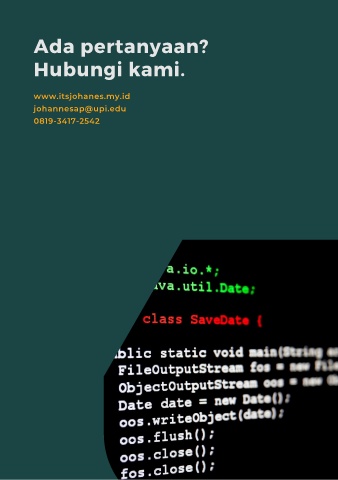 Ada pertanyaan?
Hubungi kami.
www.itsjohanes.my.id
johannesap@upi.edu
0819-3417-2542
a.io.*;
ava.util.Date;
class SaveDate {
blic static void main(String
FileOutputStream fos = new File
ObjectOutputStream oos = new
Date date = new Date();
oos.writeObject(date);
oos.flush();
oos.close();
fos.close();